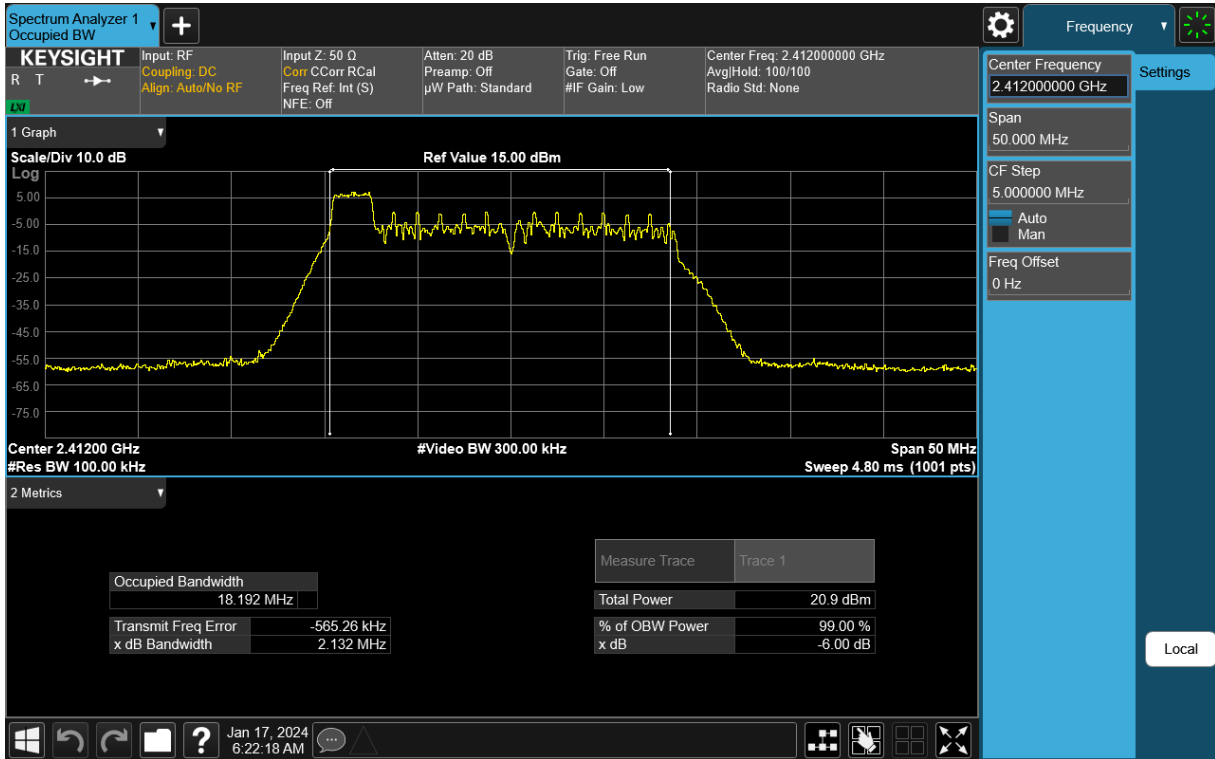 Spectrum Analyzer 1
Occupied BW
Frequency
KEYSIGHT
R T
LXI
Input: RF
Coupling: DC
Align: Auto/No RF
Input Z: 50 Ω
Corr CCorr RCal
Freq Ref: Int (S)
NFE: Off
Atten: 20 dB
Preamp: Off
µW Path: Standard
Trig: Free Run
Gate: Off
#IF Gain: Low
Center Freq: 2.412000000 GHz
Avg|Hold: 100/100
Radio Std: None
Center Frequency
2.412000000 GHz
Settings
Span
50.000 MHz
CF Step
5.000000 MHz
Auto
Man
Freq Offset
0 Hz
Local
1 Graph
Scale/Div 10.0 dB
Ref Value 15.00 dBm
Log
5.00
-5.00
-15.0
-25.0
-35.0
-45.0
-55.0
-65.0
-75.0
Center 2.41200 GHz
#Video BW 300.00 kHz
Span 50 MHz
#Res BW 100.00 kHz
Sweep 4.80 ms (1001 pts)
2 Metrics
Measure Trace
Trace 1
Occupied Bandwidth
18.192 MHz
Total Power
20.9 dBm
Transmit Freq Error
-565.26 kHz
% of OBW Power
99.00 %
x dB Bandwidth
2.132 MHz
x dB
-6.00 dB
?
Jan 17, 2024
6:22:18 AM